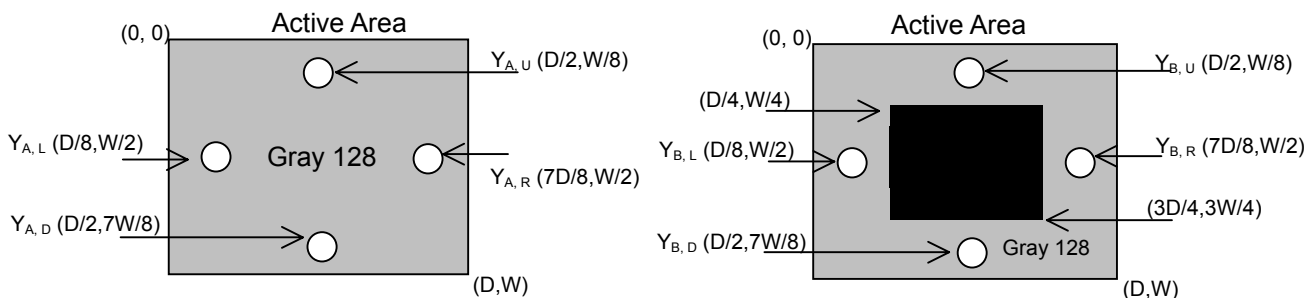 Active Area
(0, 0)
Y_A, U (D/2,W/8)
Y_A, L (D/8,W/2)
Gray 128
Y_A, R (7D/8,W/2)
Y_A, D (D/2,7W/8)
(D,W)
Active Area
(0, 0)
Y_B, U (D/2,W/8)
(D/4,W/4)
Y_B, L (D/8,W/2)
Y_B, R (7D/8,W/2)
(3D/4,3W/4)
Y_B, D (D/2,7W/8)
Gray 128
(D,W)